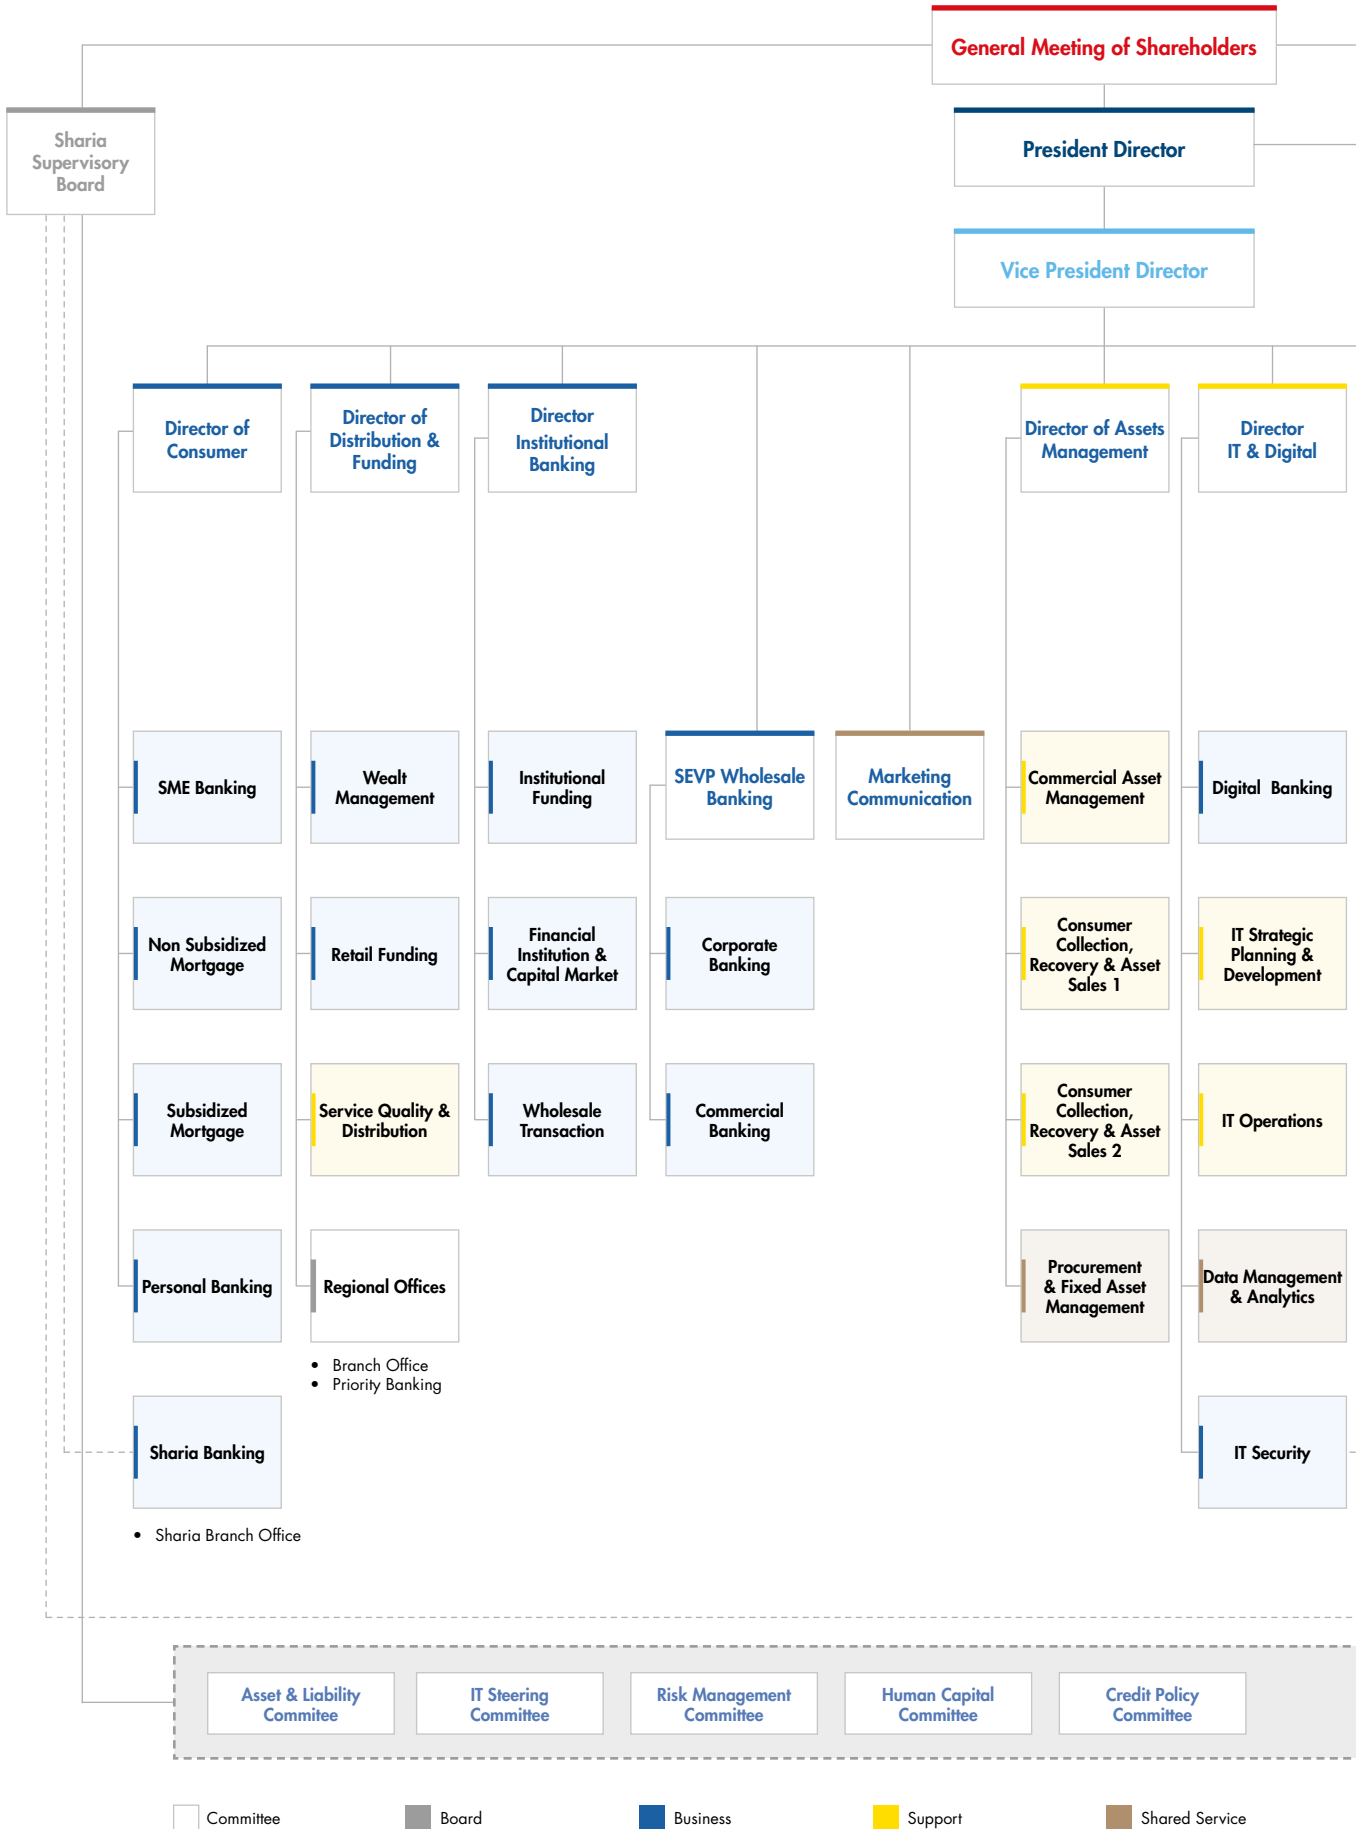 General Meeting of Shareholders
Sharia
Supervisory
Board
President Director
Vice President Director
Director of
Consumer
Director of
Distribution &
Funding
Director
Institutional
Banking
Director of Assets
Management
Director
IT & Digital
SME Banking
Wealt
Management
Institutional
Funding
SEVP Wholesale
Banking
Marketing
Communication
Commercial Asset
Management
Digital Banking
Non Subsidized
Mortgage
Retail Funding
Financial
Institution &
Capital Market
Corporate
Banking
Consumer
Collection,
Recovery & Asset
Sales 1
IT Strategic
Planning &
Development
Subsidized
Mortgage
Service Quality &
Distribution
Wholesale
Transaction
Commercial
Banking
Consumer
Collection,
Recovery & Asset
Sales 2
IT Operations
Personal Banking
Regional Offices
Procurement
& Fixed Asset
Management
Data Management
& Analytics
• Branch Office
• Priority Banking
Sharia Banking
IT Security
• Sharia Branch Office
Asset & Liability
Commitee
IT Steering
Committee
Risk Management
Committee
Human Capital
Committee
Credit Policy
Committee
Committee
Board
Business
Support
Shared Service